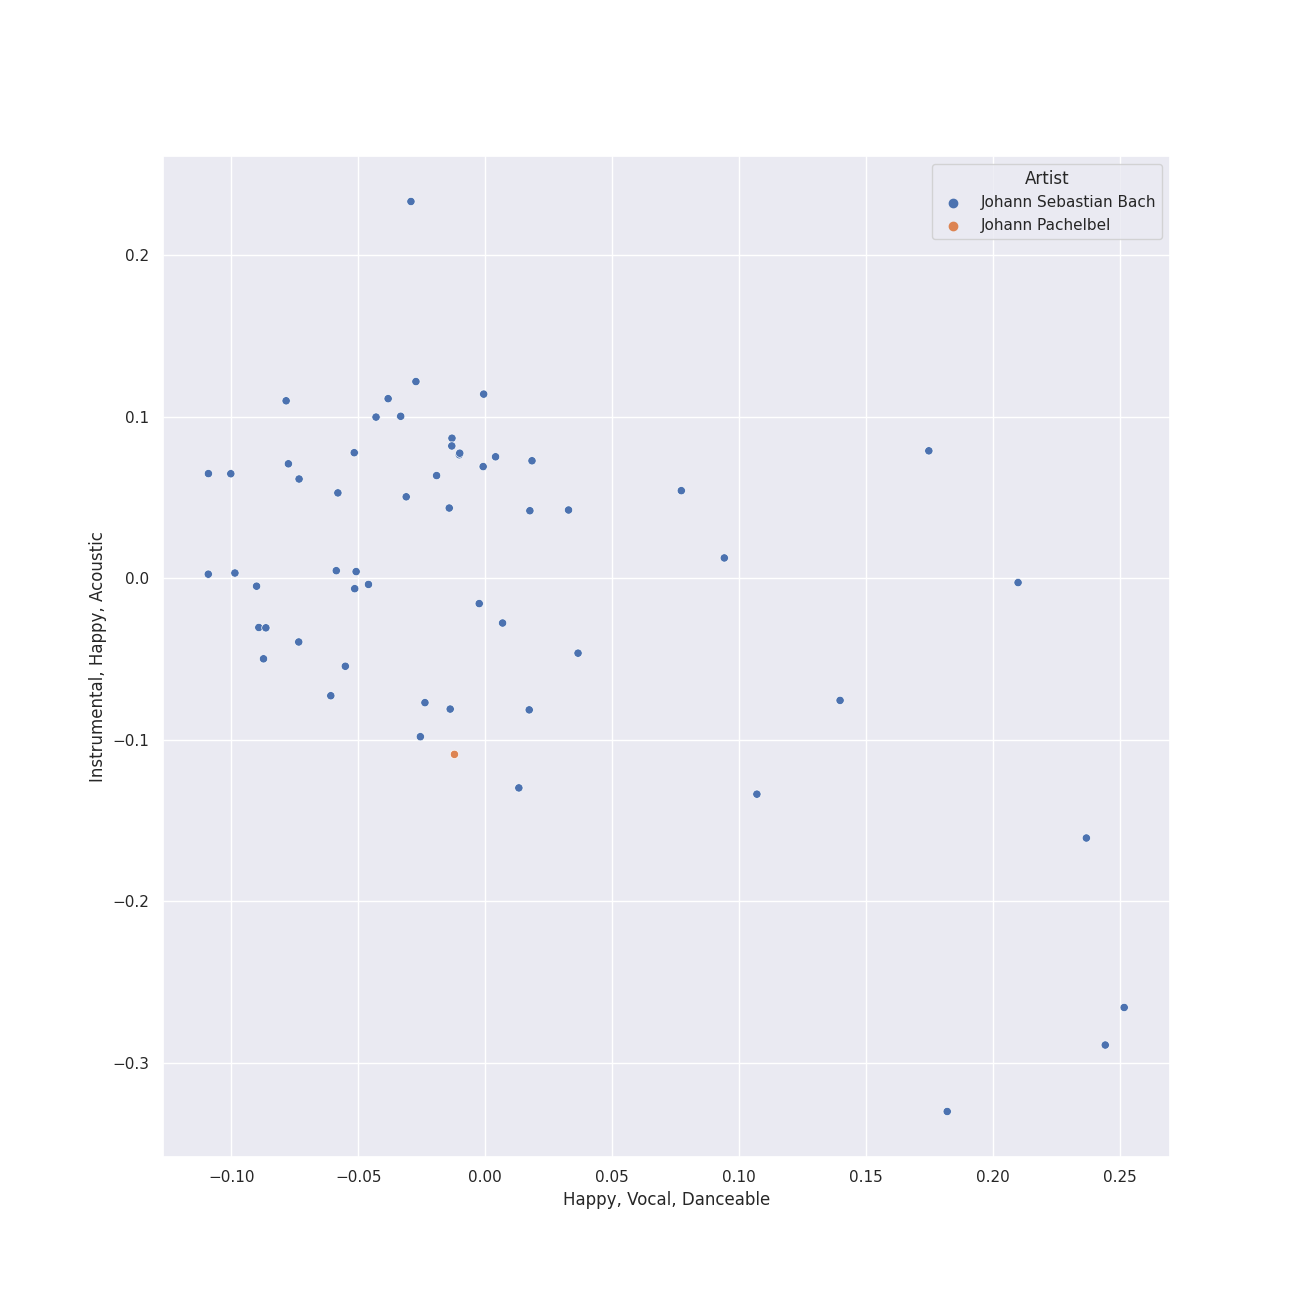 Artist
Johann Sebastian Bach
Johann Pachelbel
0.2
0.1
0.0
−0.1
−0.2
−0.3
Instrumental, Happy, Acoustic
−0.10 −0.05 0.00 0.05 0.10 0.15 0.20 0.25
Happy, Vocal, Danceable